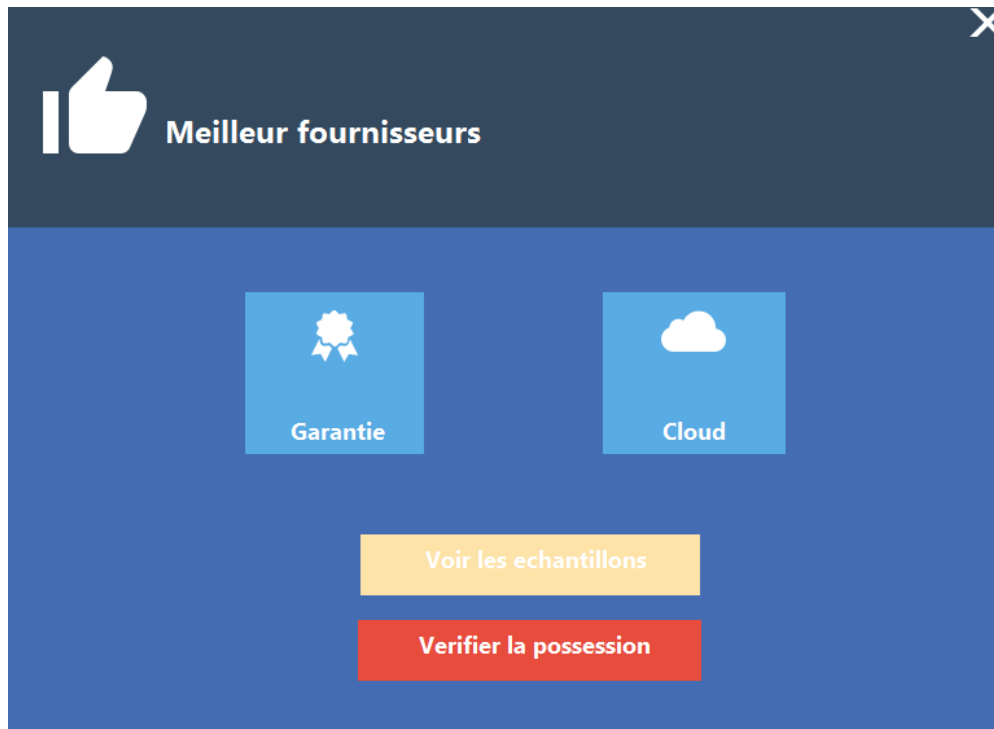 Meilleur fournisseurs
Garantie
Cloud
Voir les echantillons
Verifier la possession